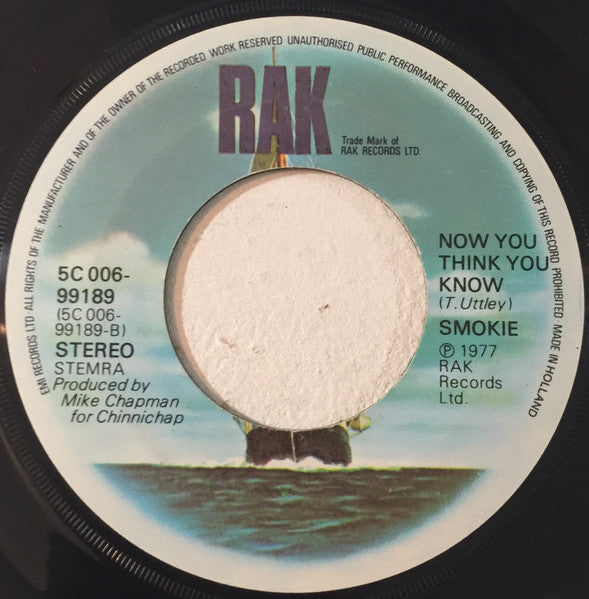 EMI RECORDS LTD ALL RIGHTS OF THE MANUFACTURER AND OF THE OWNER OF THE RECORDED WORK RESERVED UNAUTHORISED PUBLIC PERFORMANCE BROADCASTING AND COPYING OF THIS RECORD PROHIBITED · MADE IN HOLLAND
RAK
Trade Mark of
RAK RECORDS LTD.
5C 006-
99189
(5C 006-
99189-B)
STEREO
STEMRA
Produced by
Mike Chapman
for Chinnichap
NOW YOU
THINK YOU
KNOW
(T. Uttley)
SMOKIE
℗ 1977
RAK
Records
Ltd.